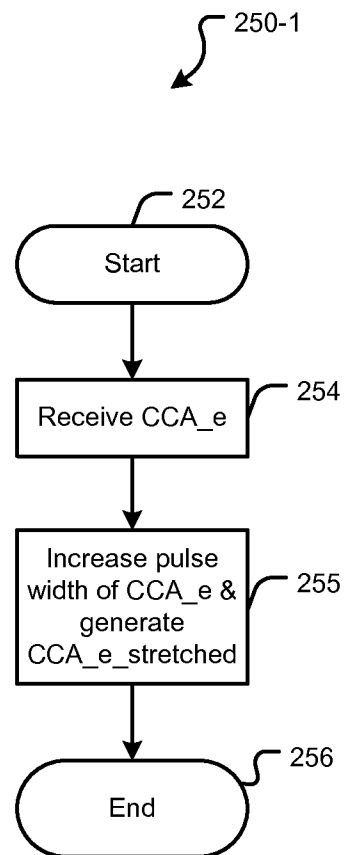 250-1
252
Start
254
Receive CCA_e
255
Increase pulse
width of CCA_e &
generate
CCA_e_stretched
256
End